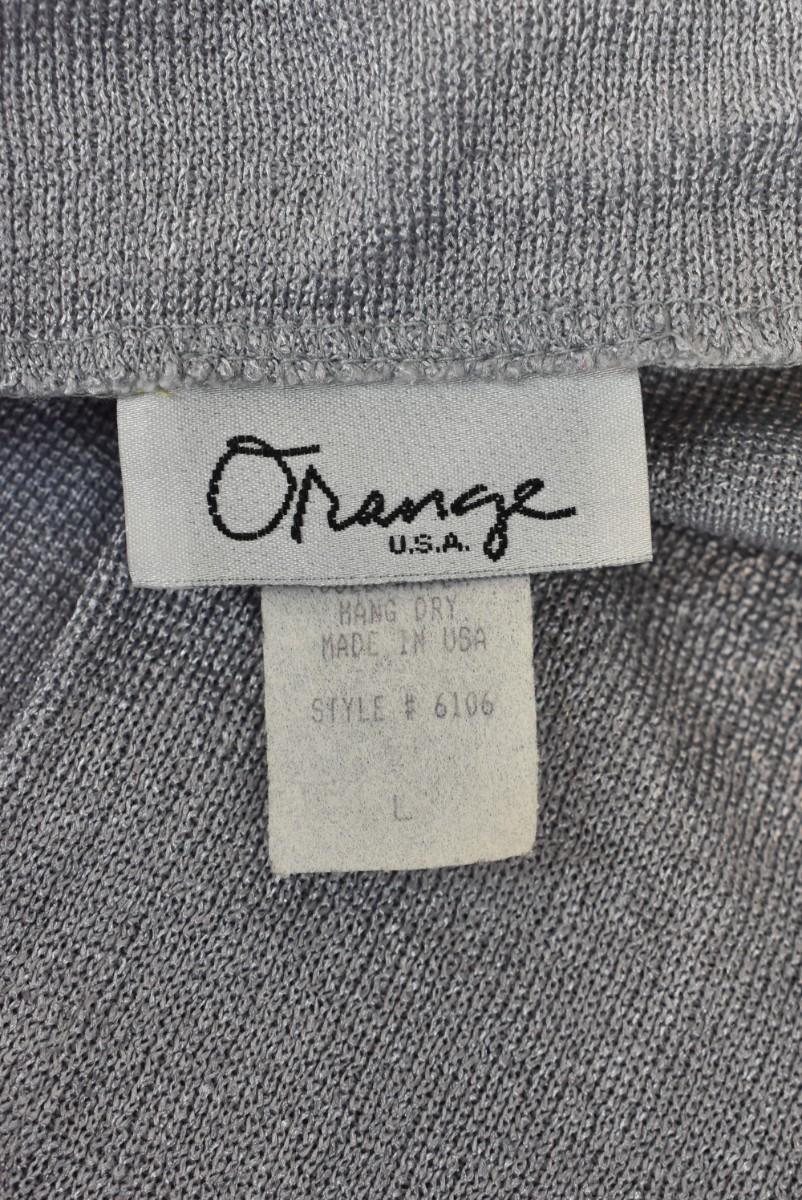 Orange
U.S.A.
HANG DRY
MADE IN USA
STYLE # 6106
L